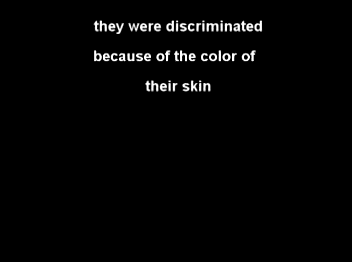 they were discriminated
because of the color of
their skin